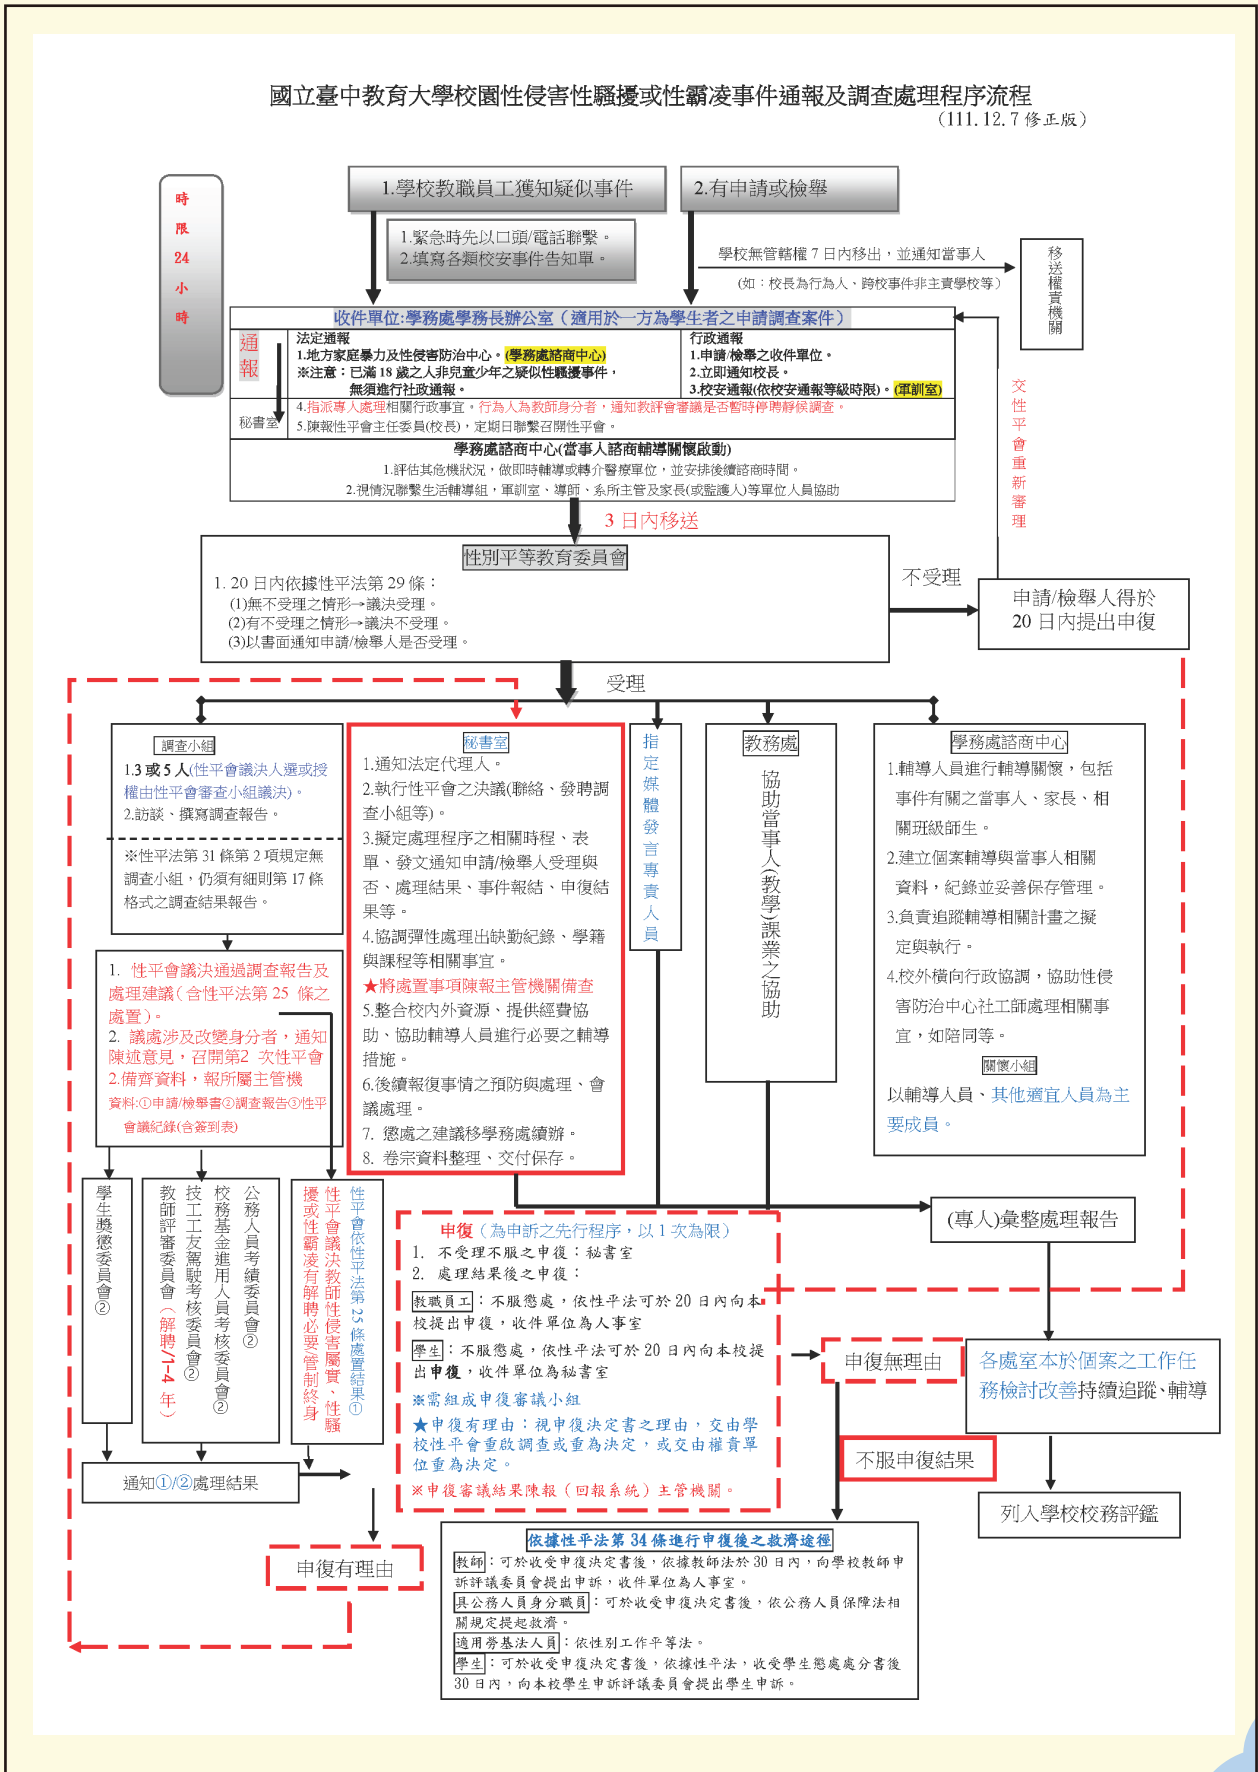 國立臺中教育大學校園性侵害性騷擾或性霸凌事件通報及調查處理程序流程
(111.12.7 修正版)
時
限
24
小
時
1.學校教職員工獲知疑似事件
2.有申請或檢舉
1.緊急時先以口頭/電話聯繫。
2.填寫各類校安事件告知單。
學校無管轄權 7 日內移出，並通知當事人
(如：校長為行為人、跨校事件非主責學校等)
移送權責機關
收件單位:學務處學務長辦公室（適用於一方為學生者之申請調查案件）
通報
法定通報
1.地方家庭暴力及性侵害防治中心。(學務處諮商中心)
※注意：已滿 18 歲之人非兒童少年之疑似性騷擾事件，
無須進行社政通報。
行政通報
1.申請/檢舉之收件單位。
2.立即通知校長。
3.校安通報(依校安通報等級時限)。(軍訓室)
秘書室
4.指派專人處理相關行政事宜。行為人為教師身分者，通知教評會審議是否暫時停聘靜候調查。
5.陳報性平會主任委員(校長)，定期日聯繫召開性平會。
學務處諮商中心(當事人諮商輔導關懷啟動)
1.評估其危機狀況，做即時輔導或轉介醫療單位，並安排後續諮商時間。
2.視情況聯繫生活輔導組，軍訓室、導師、系所主管及家長(或監護人)等單位人員協助
交性平會重新審理
3 日內移送
性別平等教育委員會
1. 20 日內依據性平法第 29 條：
(1)無不受理之情形→議決受理。
(2)有不受理之情形→議決不受理。
(3)以書面通知申請/檢舉人是否受理。
不受理
申請/檢舉人得於
20 日內提出申復
受理
調查小組
1.3 或 5 人(性平會議決人選或授
權由性平會審查小組議決)。
2.訪談、撰寫調查報告。
※性平法第 31 條第 2 項規定無
調查小組，仍須有細則第 17 條
格式之調查結果報告。
1. 性平會議決通過調查報告及
處理建議(含性平法第 25 條之
處置)。
2. 議處涉及改變身分者，通知
陳述意見，召開第2 次性平會
2.備齊資料，報所屬主管機
資料:①申請/檢舉書②調查報告③性平
會議紀錄(含簽到表)
秘書室
1.通知法定代理人。
2.執行性平會之決議(聯絡、發聘調
查小組等)。
3.擬定處理程序之相關時程、表
單、發文通知申請/檢舉人受理與
否、處理結果、事件報結、申復結
果等。
4.協調彈性處理出缺勤紀錄、學籍
與課程等相關事宜。
★將處置事項陳報主管機關備查
5.整合校內外資源、提供經費協
助、協助輔導人員進行必要之輔導
措施。
6.後續報復事情之預防與處理、會
議處理。
7. 懲處之建議移學務處續辦。
8. 卷宗資料整理、交付保存。
指定媒體發言專責人員
教務處
協助當事人(教學)課業之協助
學務處諮商中心
1.輔導人員進行輔導關懷，包括
事件有關之當事人、家長、相
關班級師生。
2.建立個案輔導與當事人相關
資料，紀錄並妥善保存管理。
3.負責追蹤輔導相關計畫之擬
定與執行。
4.校外橫向行政協調，協助性侵
害防治中心社工師處理相關事
宜，如陪同等。
關懷小組
以輔導人員、其他適宜人員為主
要成員。
學生獎懲委員會②
公務人員考績委員會②
校務基金進用人員考核委員會②
技工工友駕駛考核委員會②
教師評審委員會（解聘/1-4 年）
性平會依性平法第 25 條處置結果①
性平會議決教師性侵害屬實、性騷
擾或性霸凌有解聘必要/管制終身
通知①/②處理結果
申復有理由
申復（為申訴之先行程序，以 1 次為限）
1. 不受理不服之申復：秘書室
2. 處理結果後之申復：
教職員工：不服懲處，依性平法可於 20 日內向本
校提出申復，收件單位為人事室
學生：不服懲處，依性平法可於 20 日內向本校提
出申復，收件單位為秘書室
※需組成申復審議小組
★申復有理由：視申復決定書之理由，交由學
校性平會重啟調查或重為決定，或交由權責單
位重為決定。
※申復審議結果陳報（回報系統）主管機關。
(專人)彙整處理報告
申復無理由
各處室本於個案之工作任
務檢討改善持續追蹤、輔導
不服申復結果
列入學校校務評鑑
依據性平法第 34 條進行申復後之救濟途徑
教師：可於收受申復決定書後，依據教師法於 30 日內，向學校教師申
訴評議委員會提出申訴，收件單位為人事室。
具公務人員身分職員：可於收受申復決定書後，依公務人員保障法相
關規定提起救濟。
適用勞基法人員：依性別工作平等法。
學生：可於收受申復決定書後，依據性平法，收受學生懲處處分書後
30 日內，向本校學生申訴評議委員會提出學生申訴。